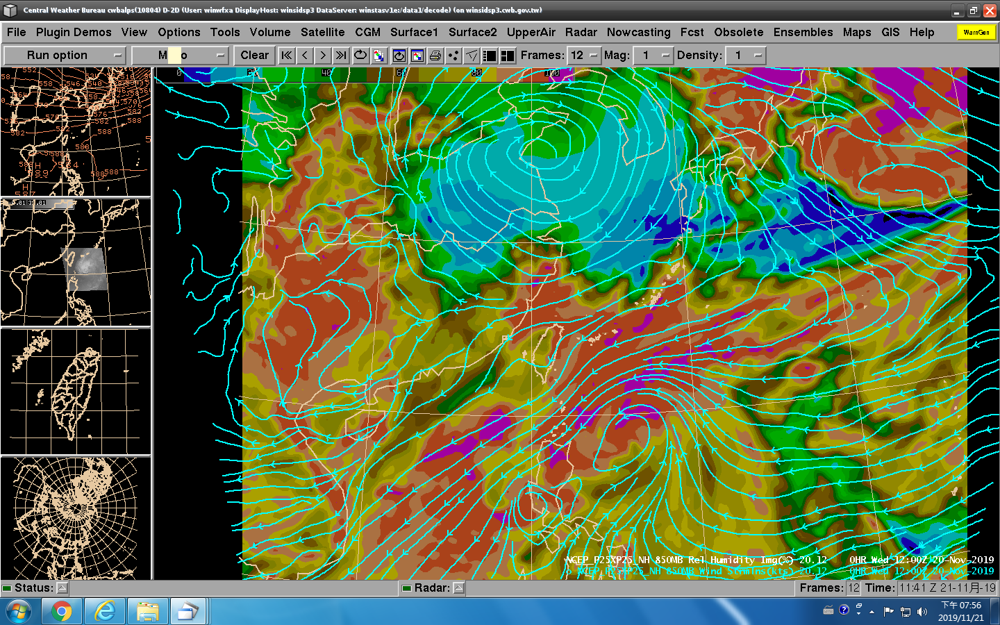 Central Weather Bureau cwbalps(10804) D-2D (User: winwfxa DisplayHost: winsidsp3 DataServer: winstasv1e:/data1/decode) (on winsidsp3.cwb.gov.tw)
File Plugin Demos View Options Tools Volume Satellite CGM Surface1 Surface2 UpperAir Radar Nowcasting Fcst Obsolete Ensembles Maps GIS Help WarnGen
Run option Clear Frames: 12 Mag: 1 Density: 1
0 20 40 60 80 100
NCEP_P25XP25_NH 850MB Rel Humidity Img(%) 20.12 0HR Wed 12:00Z 20-Nov-2019
NCEP_P25XP25_NH 850MB Wind Strmlns(kts) 20.12 0HR Wed 12:00Z 20-Nov-2019
Status: Radar: Frames: 12 Time: 11:41 Z 21-11月-19
下午 07:56
2019/11/21